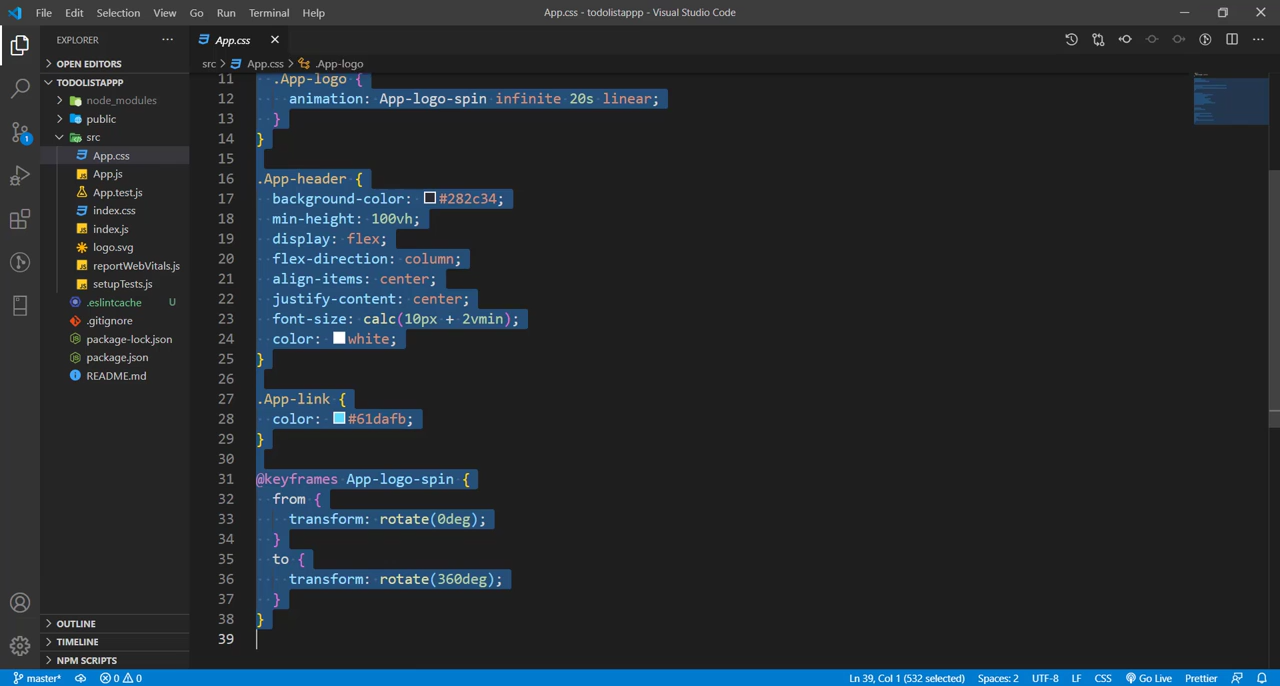 File Edit Selection View Go Run Terminal Help App.css - todolistappp - Visual Studio Code
EXPLORER
OPEN EDITORS
TODOLISTAPPP
node_modules
public
src
App.css
App.js
App.test.js
index.css
index.js
logo.svg
reportWebVitals.js
setupTests.js
.eslintcache U
.gitignore
package-lock.json
package.json
README.md
OUTLINE
TIMELINE
NPM SCRIPTS
1
App.css
src > App.css > .App-logo
11 .App-logo {
12 animation: App-logo-spin infinite 20s linear;
13 }
14 }
15
16 .App-header {
17 background-color: #282c34;
18 min-height: 100vh;
19 display: flex;
20 flex-direction: column;
21 align-items: center;
22 justify-content: center;
23 font-size: calc(10px + 2vmin);
24 color: white;
25 }
26
27 .App-link {
28 color: #61dafb;
29 }
30
31 @keyframes App-logo-spin {
32 from {
33 transform: rotate(0deg);
34 }
35 to {
36 transform: rotate(360deg);
37 }
38 }
39
master* 0 0 Ln 39, Col 1 (532 selected) Spaces: 2 UTF-8 LF CSS Go Live Prettier